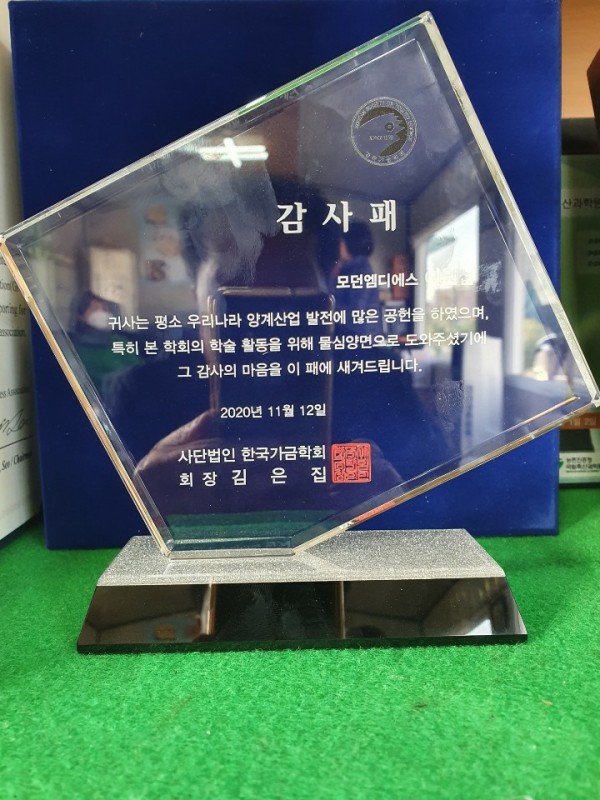 감사패
모던엠디에스
귀사는 평소 우리나라 양계산업 발전에 많은 공헌을 하였으며,
특히 본 학회의 학술 활동을 위해 물심양면으로 도와주셨기에
그 감사의 마음을 이 패에 새겨드립니다.
2020년 11월 12일
사단법인 한국가금학회
회장 김 은 집
산과학원